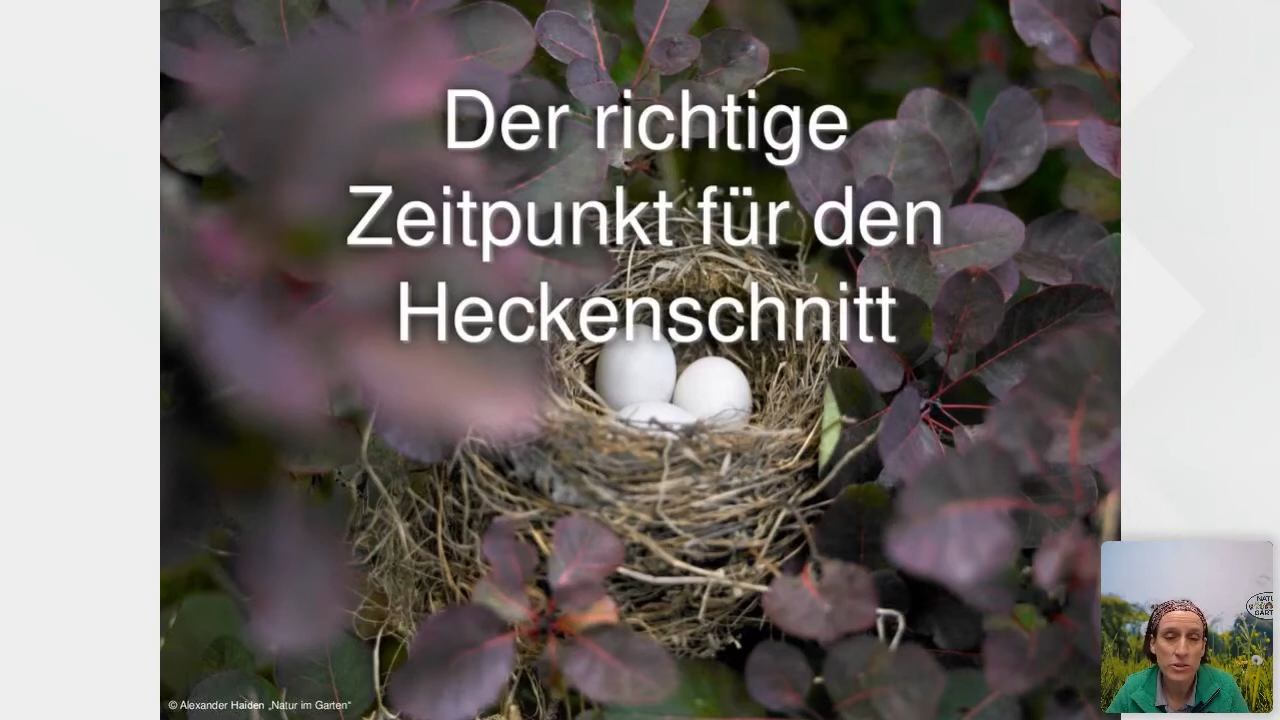 Der richtige
Zeitpunkt für den
Heckenschnitt
© Alexander Haiden „Natur im Garten“